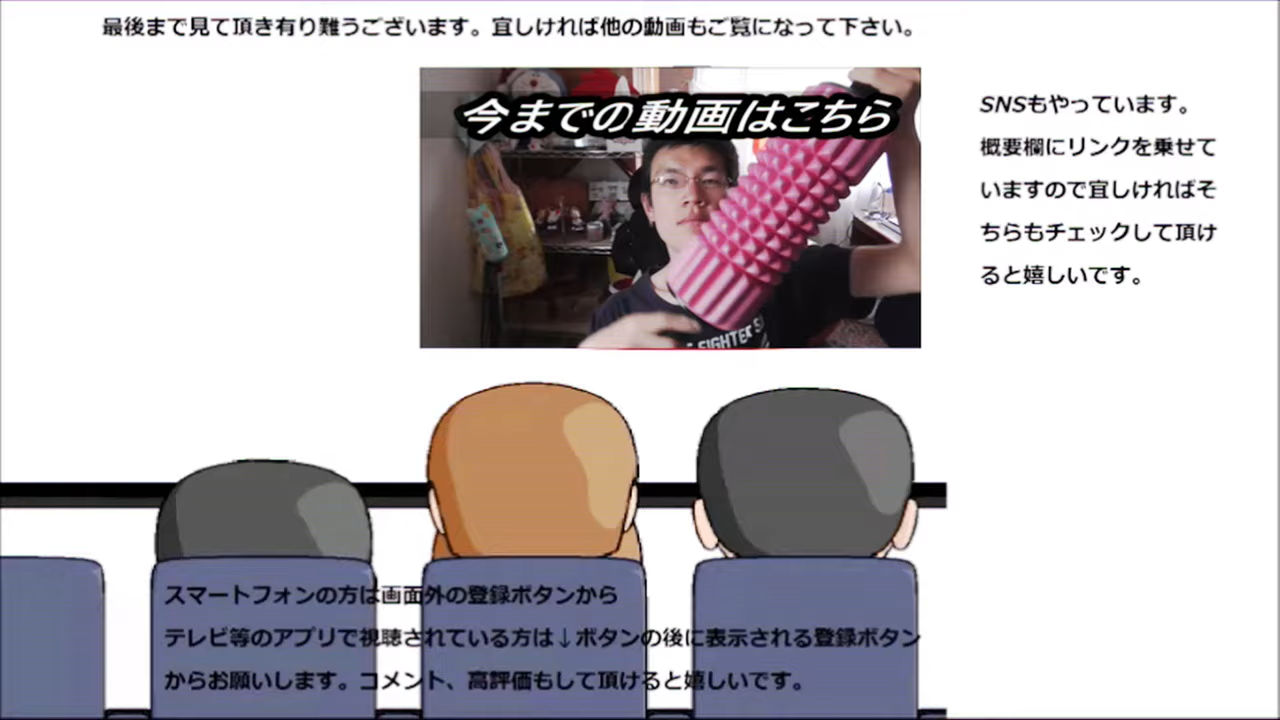 最後まで見て頂き有り難うございます。宜しければ他の動画もご覧になって下さい。
今までの動画はこちら
FIGHTER
SNSもやっています。
概要欄にリンクを乗せて
いますので宜しければそ
ちらもチェックして頂け
ると嬉しいです。
スマートフォンの方は画面外の登録ボタンから
テレビ等のアプリで視聴されている方は↓ボタンの後に表示される登録ボタン
からお願いします。コメント、高評価もして頂けると嬉しいです。